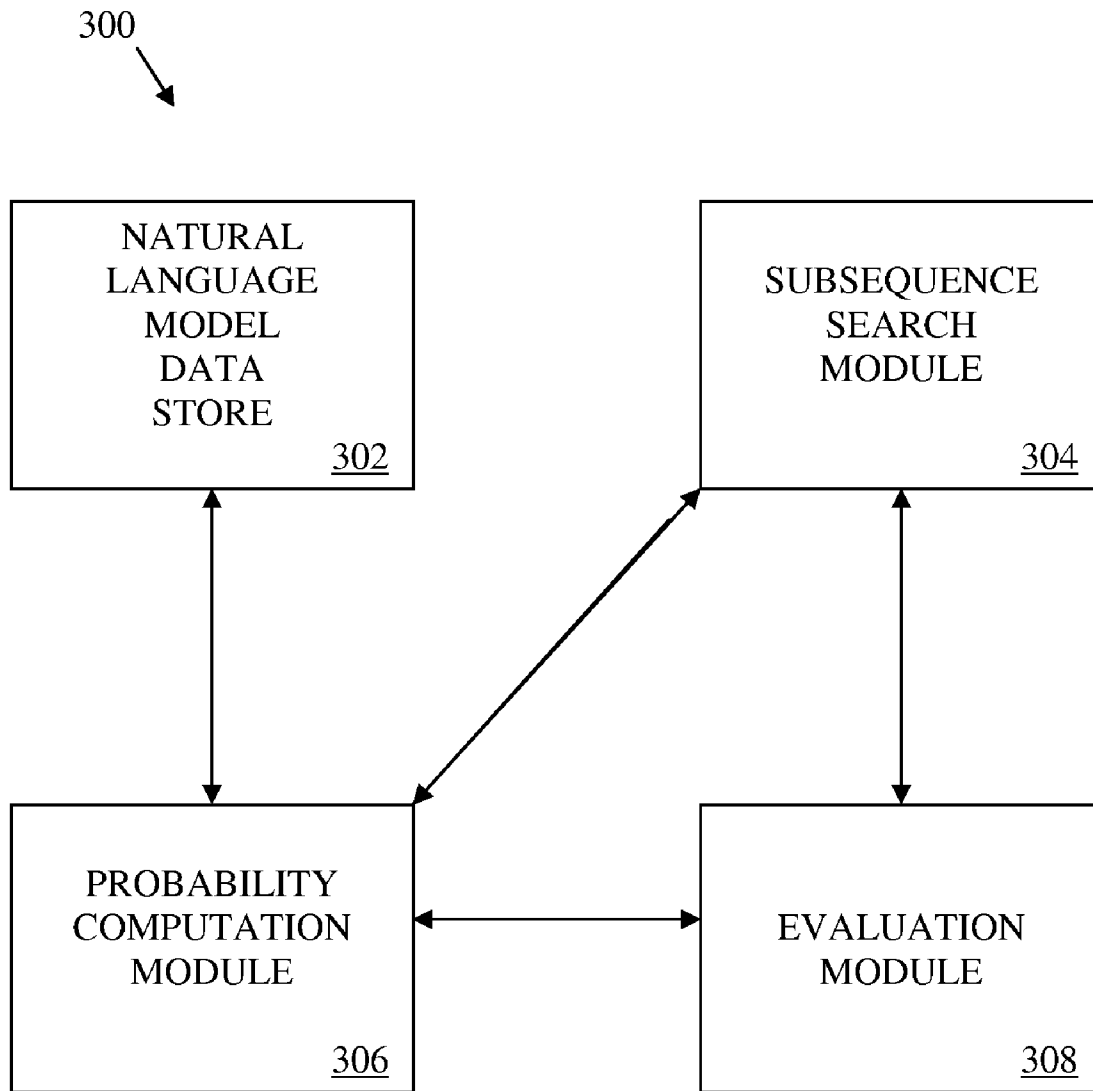 300
NATURAL
LANGUAGE
MODEL
DATA
STORE
302
SUBSEQUENCE
SEARCH
MODULE
304
PROBABILITY
COMPUTATION
MODULE
306
EVALUATION
MODULE
308